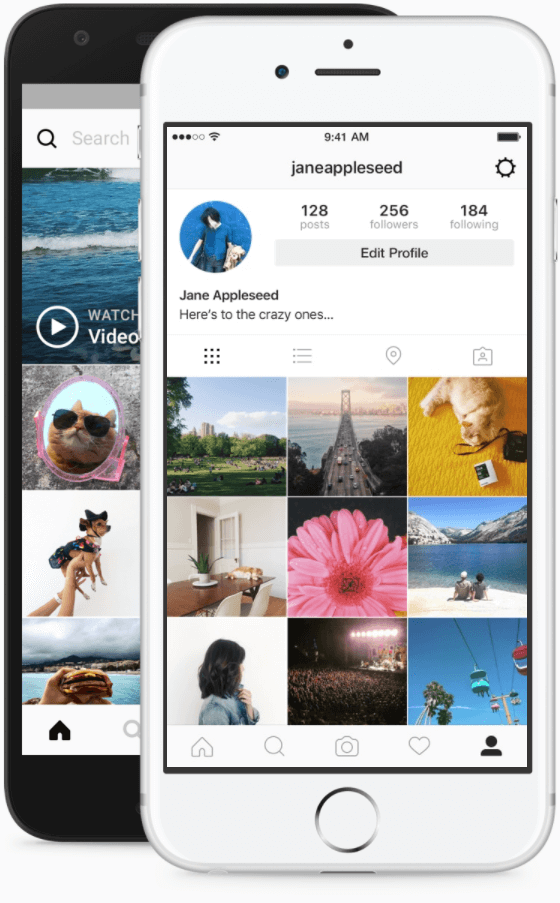 Search
WATCH
Video
9:41 AM
janeappleseed
128
posts
256
followers
184
following
Edit Profile
Jane Appleseed
Here's to the crazy ones...